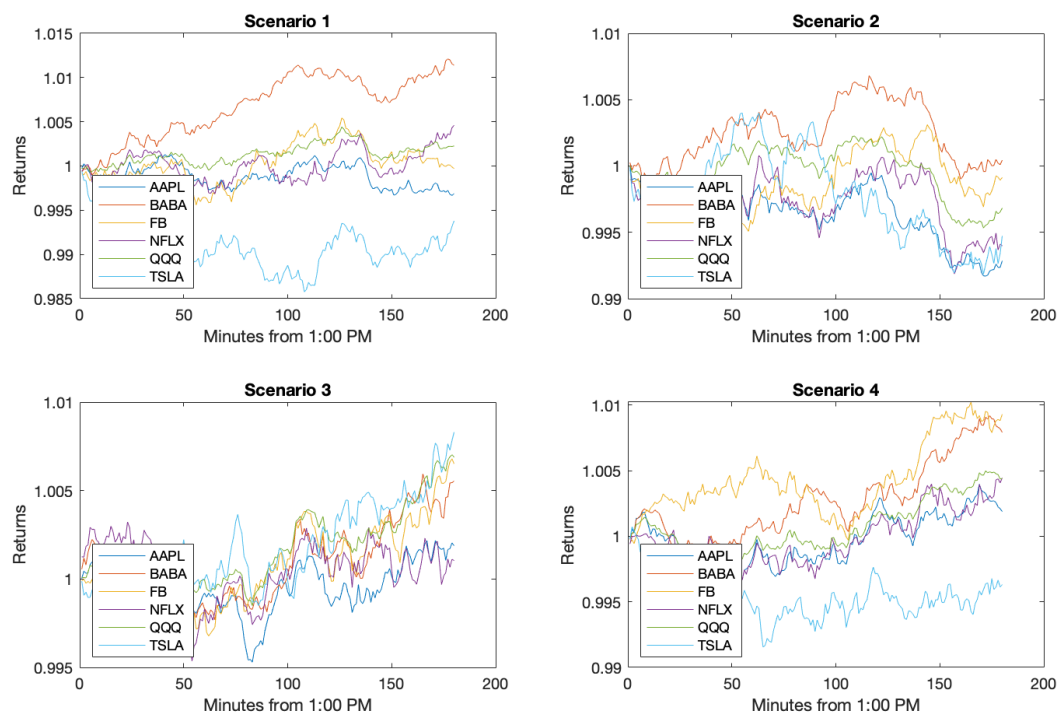 Scenario 1
1.015
1.01
1.005
1
0.995
0.99
0.985
Returns
AAPL
BABA
FB
NFLX
QQQ
TSLA
0
50
100
150
200
Minutes from 1:00 PM
Scenario 2
1.01
1.005
1
0.995
0.99
Returns
AAPL
BABA
FB
NFLX
QQQ
TSLA
0
50
100
150
200
Minutes from 1:00 PM
Scenario 3
1.01
1.005
1
0.995
Returns
AAPL
BABA
FB
NFLX
QQQ
TSLA
0
50
100
150
200
Minutes from 1:00 PM
Scenario 4
1.01
1.005
1
0.995
0.99
Returns
AAPL
BABA
FB
NFLX
QQQ
TSLA
0
50
100
150
200
Minutes from 1:00 PM